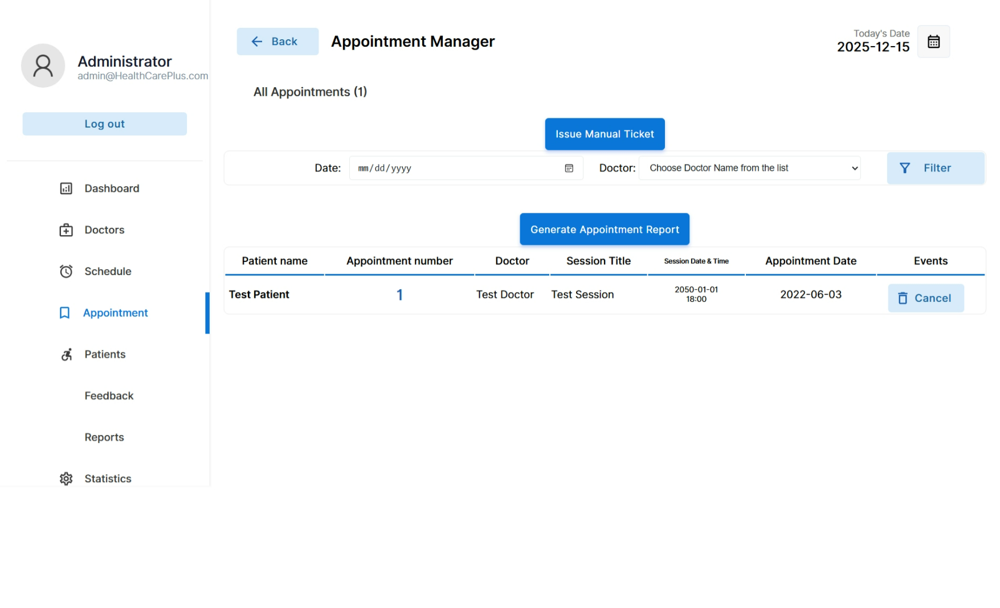 Administrator
admin@HealthCarePlus.com
Log out
Dashboard
Doctors
Schedule
Appointment
Patients
Feedback
Reports
Statistics
Back
Appointment Manager
Today's Date
2025-12-15
All Appointments (1)
Issue Manual Ticket
Date: mm/dd/yyyy Doctor: Choose Doctor Name from the list Filter
Generate Appointment Report
Patient name Appointment number Doctor Session Title Session Date & Time Appointment Date Events
Test Patient 1 Test Doctor Test Session 2050-01-01 2022-06-03 Cancel
18:00